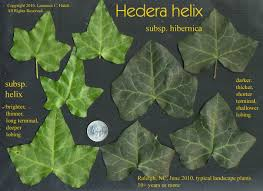 Copyright 2010, Laurence C. Hatch
All Rights Reserved.
Hedera helix
subsp. hibernica
subsp.
helix
brighter,
thinner,
long terminal,
deeper
lobing
darker,
thicker,
shorter
terminal,
shallower
lobing
Raleigh, NC, June 2010, typical landscape plants
10+ years or more